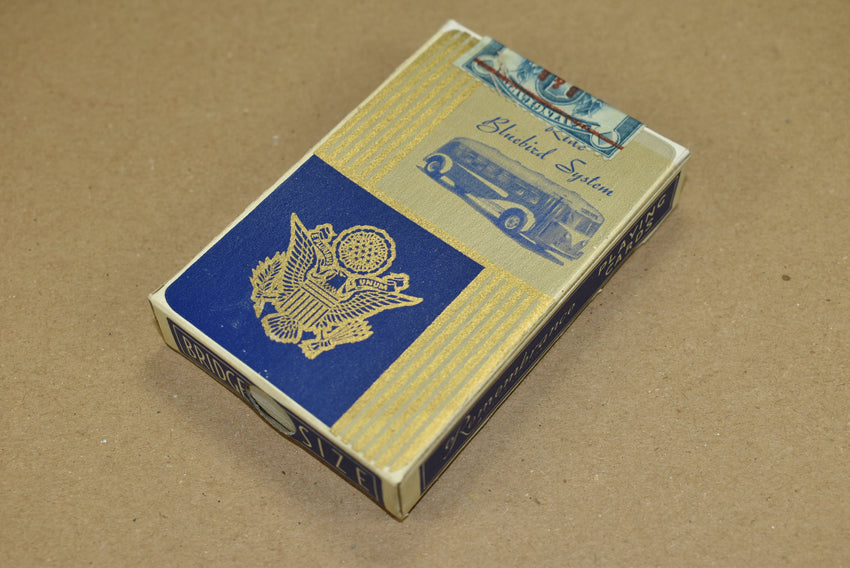 Ride
Bluebird System
UNUM
BRIDGE
SIZE
Remembrance
PLAYING
CARDS